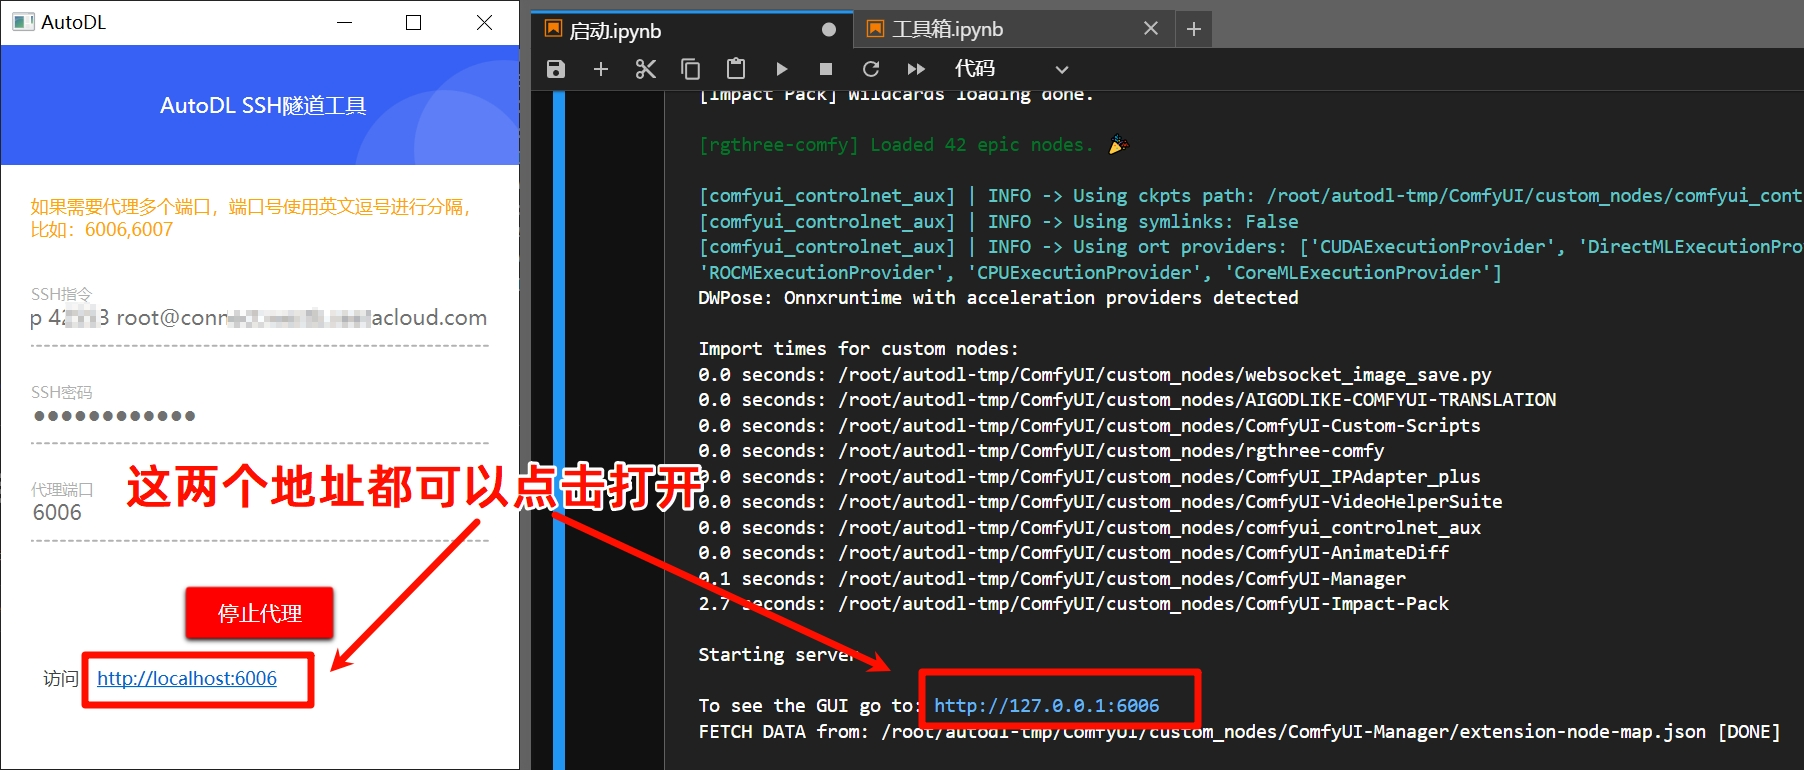 AutoDL
AutoDL SSH隧道工具
如果需要代理多个端口，端口号使用英文逗号进行分隔，
比如：6006,6007
SSH指令
root@conn
acloud.com
SSH密码
●●●●●●●●●●●●
代理端口
6006
停止代理
访问 http://localhost:6006
这两个地址都可以点击打开
启动.ipynb
工具箱.ipynb
代码
[Impact Pack] Wildcards loading done.
[rgthree-comfy] Loaded 42 epic nodes. 🎉
[comfyui_controlnet_aux] | INFO -> Using ckpts path: /root/autodl-tmp/ComfyUI/custom_nodes/comfyui_cont
[comfyui_controlnet_aux] | INFO -> Using symlinks: False
[comfyui_controlnet_aux] | INFO -> Using ort providers: ['CUDAExecutionProvider', 'DirectMLExecutionPro
'ROCMExecutionProvider', 'CPUExecutionProvider', 'CoreMLExecutionProvider']
DWPose: Onnxruntime with acceleration providers detected
Import times for custom nodes:
0.0 seconds: /root/autodl-tmp/ComfyUI/custom_nodes/websocket_image_save.py
0.0 seconds: /root/autodl-tmp/ComfyUI/custom_nodes/AIGODLIKE-COMFYUI-TRANSLATION
0.0 seconds: /root/autodl-tmp/ComfyUI/custom_nodes/ComfyUI-Custom-Scripts
0.0 seconds: /root/autodl-tmp/ComfyUI/custom_nodes/rgthree-comfy
0.0 seconds: /root/autodl-tmp/ComfyUI/custom_nodes/ComfyUI_IPAdapter_plus
0.0 seconds: /root/autodl-tmp/ComfyUI/custom_nodes/ComfyUI-VideoHelperSuite
0.0 seconds: /root/autodl-tmp/ComfyUI/custom_nodes/comfyui_controlnet_aux
0.0 seconds: /root/autodl-tmp/ComfyUI/custom_nodes/ComfyUI-AnimateDiff
0.1 seconds: /root/autodl-tmp/ComfyUI/custom_nodes/ComfyUI-Manager
2.7 seconds: /root/autodl-tmp/ComfyUI/custom_nodes/ComfyUI-Impact-Pack
Starting server
To see the GUI go to: http://127.0.0.1:6006
FETCH DATA from: /root/autodl-tmp/ComfyUI/custom_nodes/ComfyUI-Manager/extension-node-map.json [DONE]